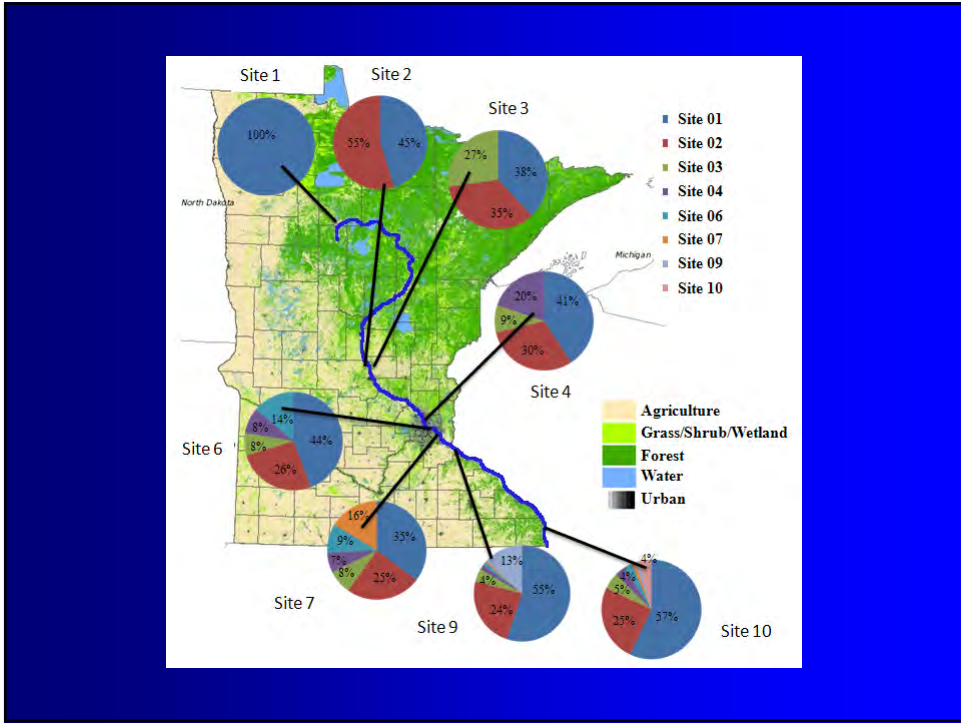 Site 1
Site 2
Site 3
100%
55%
45%
27%
38%
35%
Site 01
Site 02
Site 03
Site 04
Site 06
Site 07
Site 09
Site 10
North Dakota
Michigan
20%
41%
9%
30%
Site 4
Agriculture
Grass/Shrub/Wetland
Forest
Water
Urban
14%
8%
44%
8%
26%
Site 6
16%
35%
9%
7%
8%
25%
Site 7
13%
55%
4%
24%
Site 9
4%
4%
5%
57%
25%
Site 10